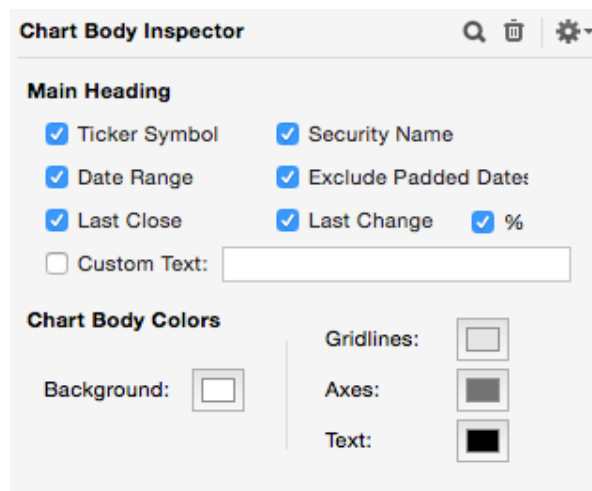 Chart Body Inspector
Main Heading
Ticker Symbol Security Name
Date Range Exclude Padded Dates
Last Close Last Change %
Custom Text:
Chart Body Colors
Gridlines:
Background: Axes:
Text: